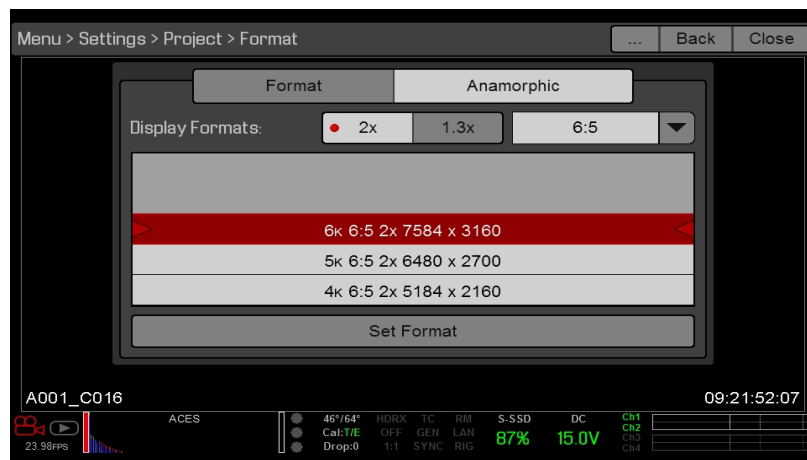 Menu > Settings > Project > Format ... Back Close
Format Anamorphic
Display Formats: 2x 1.3x 6:5
6K 6:5 2x 7584 x 3160
5K 6:5 2x 6480 x 2700
4K 6:5 2x 5184 x 2160
Set Format
A001_C016 09:21:52:07
ACES 46°/64° HDRX TC RM S-SSD DC Ch1
Cal:T/E OFF GEN LAN 87% 15.0V Ch2
23.98FPS Drop:0 1:1 SYNC RIG Ch3
Ch4